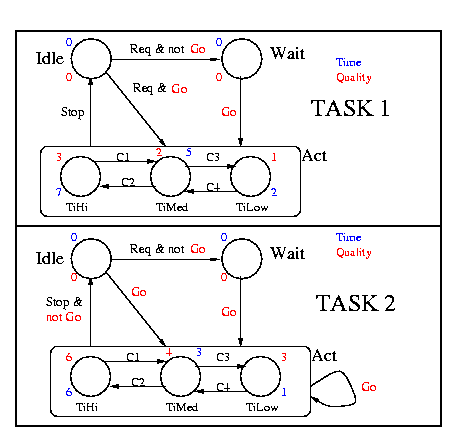 0
0
Idle
Req & not Go
Wait
Time
0
0
Quality
Req & Go
TASK 1
Stop
Go
Act
3
C1
2
5
C3
1
7
C2
C4
2
TiHi
TiMed
TiLow
0
0
Req & not Go
Time
Idle
Wait
Quality
0
0
Stop &
Go
TASK 2
not Go
Go
Act
6
C1
4
3
C3
3
6
C2
C4
1
Go
TiHi
TiMed
TiLow